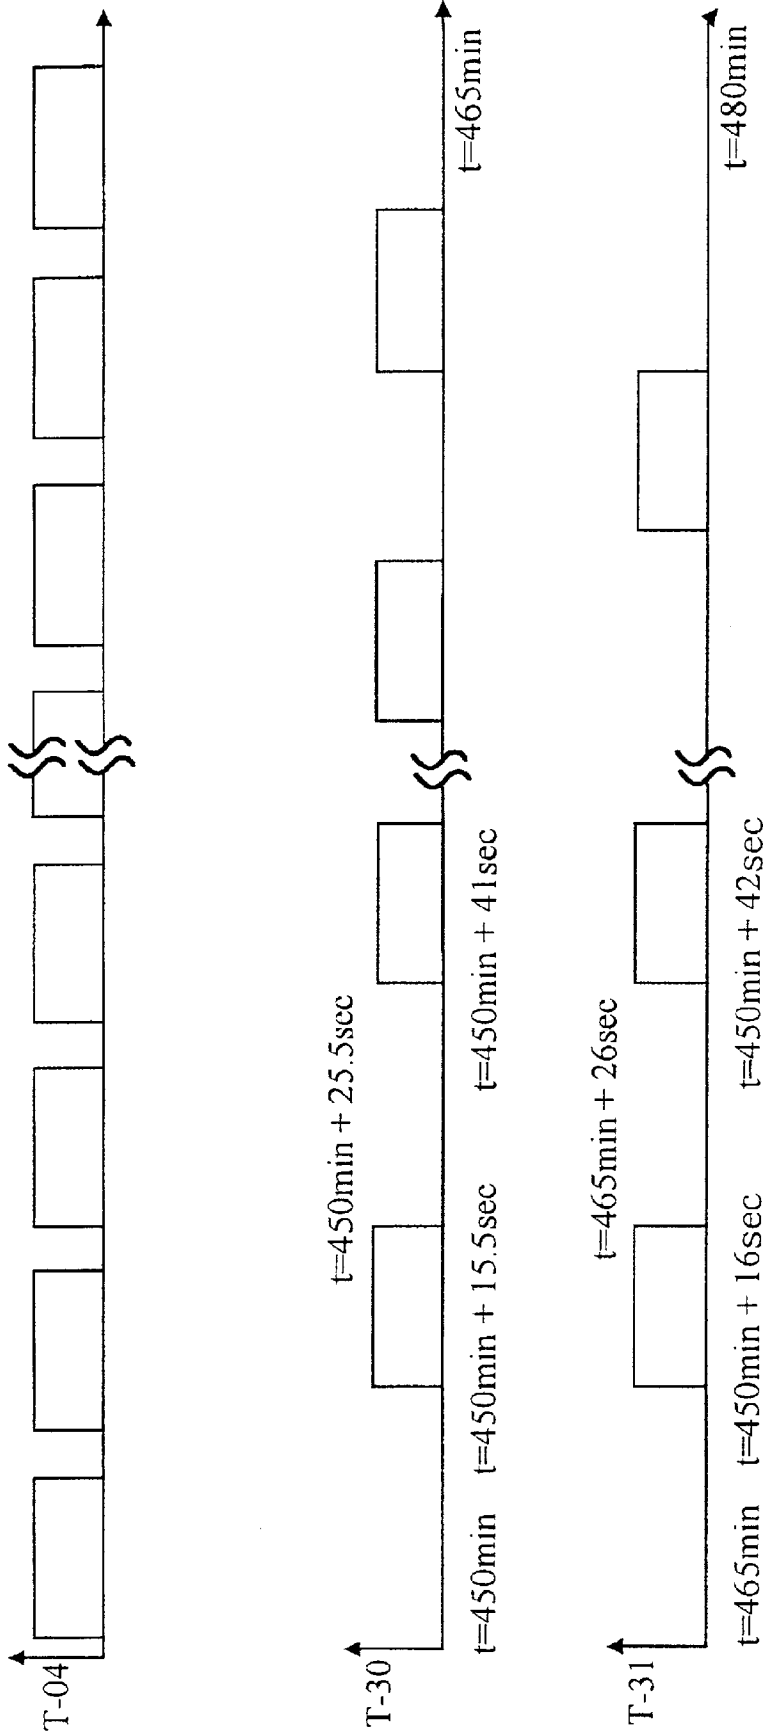 T-04
T-30
t=450min + 25.5sec
t=450min
t=450min + 15.5sec
t=450min + 41sec
t=465min
T-31
t=465min + 26sec
t=465min
t=450min + 16sec
t=450min + 42sec
t=480min